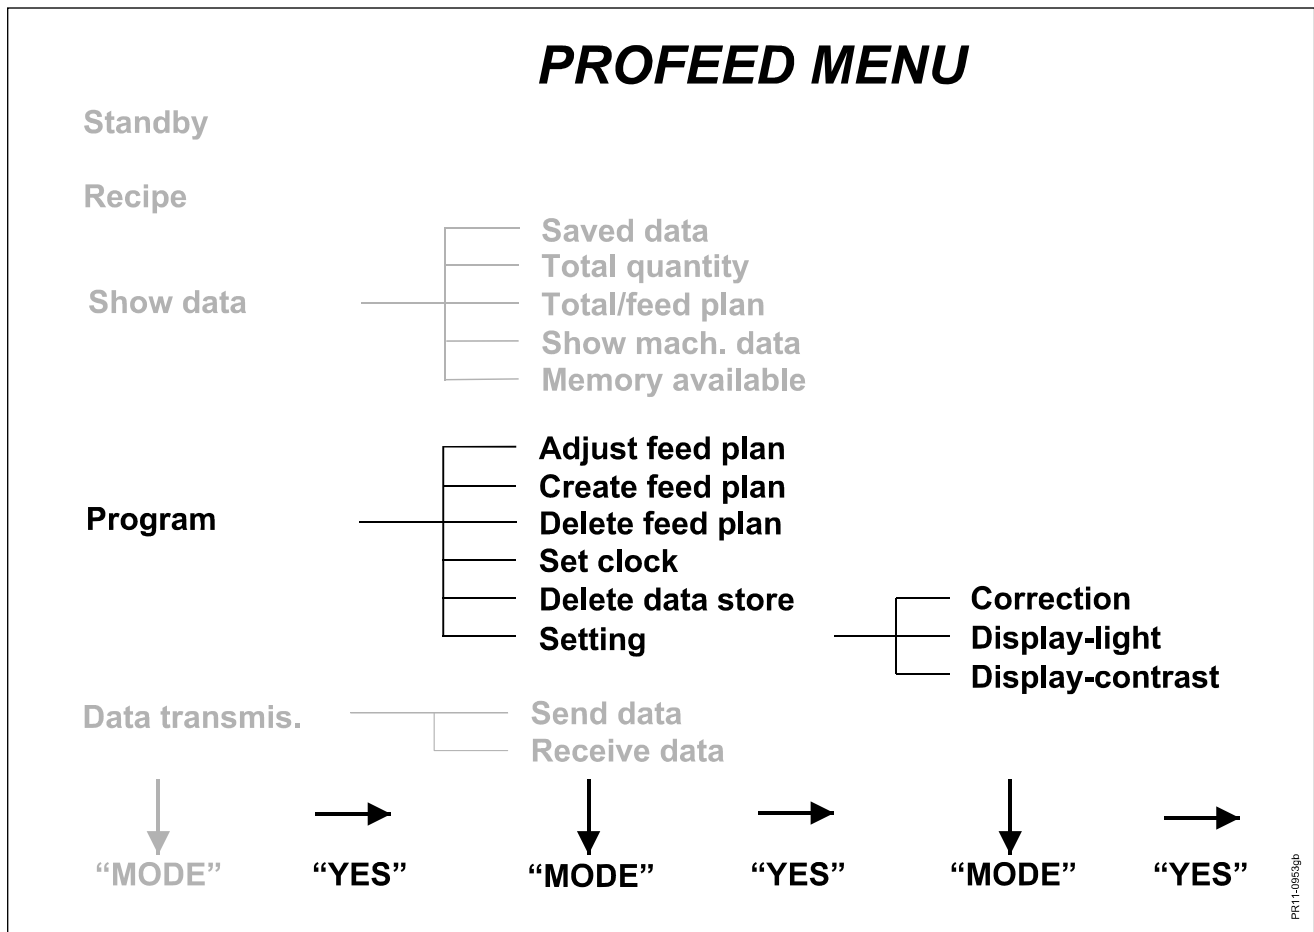 PROFEED MENU
Standby
Recipe
Show data
Saved data
Total quantity
Total/feed plan
Show mach. data
Memory available
Program
Adjust feed plan
Create feed plan
Delete feed plan
Set clock
Delete data store
Setting
Correction
Display-light
Display-contrast
Data transmis.
Send data
Receive data
“MODE” “YES” “MODE” “YES” “MODE” “YES”
PR11-0953gb